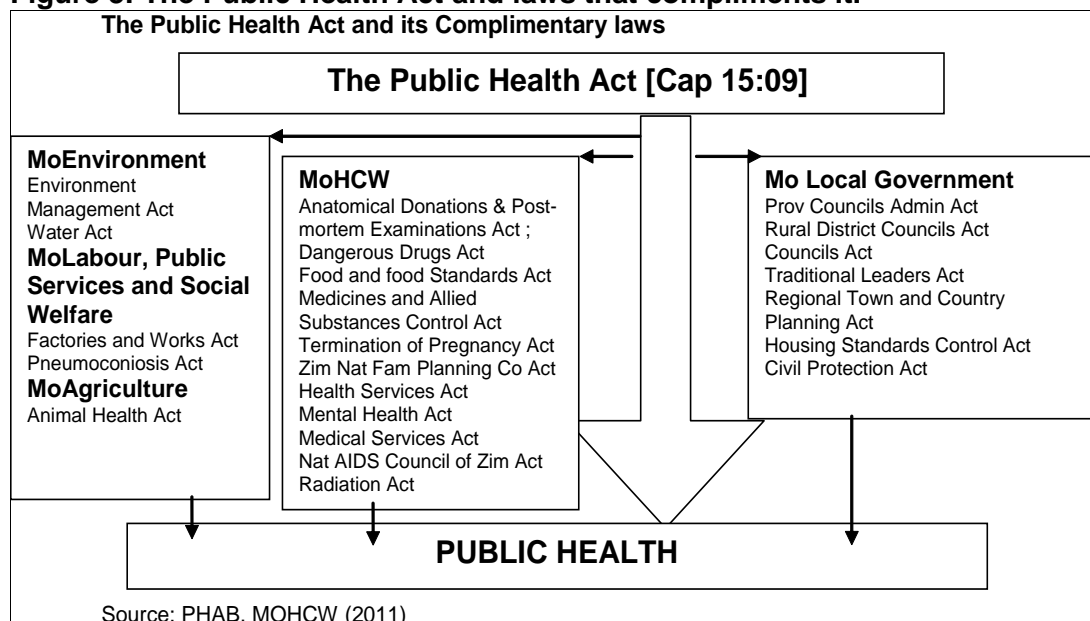 Figure The Public Health Act and laws that compliments it.
The Public Health Act and its Complimentary laws
The Public Health Act [Cap 15:09]
MoEnvironment
Environment
Management Act
Water Act
MoLabour, Public
Services and Social
Welfare
Factories and Works Act
Pneumoconiosis Act
MoAgriculture
Animal Health Act
MoHCW
Anatomical Donations & Post-
mortem Examinations Act ;
Dangerous Drugs Act
Food and food Standards Act
Medicines and Allied
Substances Control Act
Termination of Pregnancy Act
Zim Nat Fam Planning Co Act
Health Services Act
Mental Health Act
Medical Services Act
Nat AIDS Council of Zim Act
Radiation Act
Mo Local Government
Prov Councils Admin Act
Rural District Councils Act
Councils Act
Traditional Leaders Act
Regional Town and Country
Planning Act
Housing Standards Control Act
Civil Protection Act
PUBLIC HEALTH
Source: PHAB, MOHCW (2011)